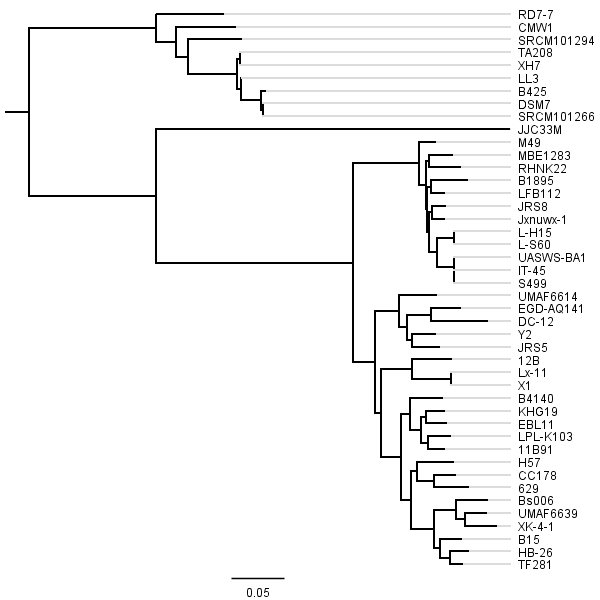 RD7-7
CMW1
SRCM101294
TA208
XH7
LL3
B425
DSM7
SRCM101266
JJC33M
M49
MBE1283
RHNK22
B1895
LFB112
JRS8
Jxnuwx-1
L-H15
L-S60
UASWS-BA1
IT-45
S499
UMAF6614
EGD-AQ141
DC-12
Y2
JRS5
12B
Lx-11
X1
B4140
KHG19
EBL11
LPL-K103
11B91
H57
CC178
629
Bs006
UMAF6639
XK-4-1
B15
HB-26
TF281
0.05